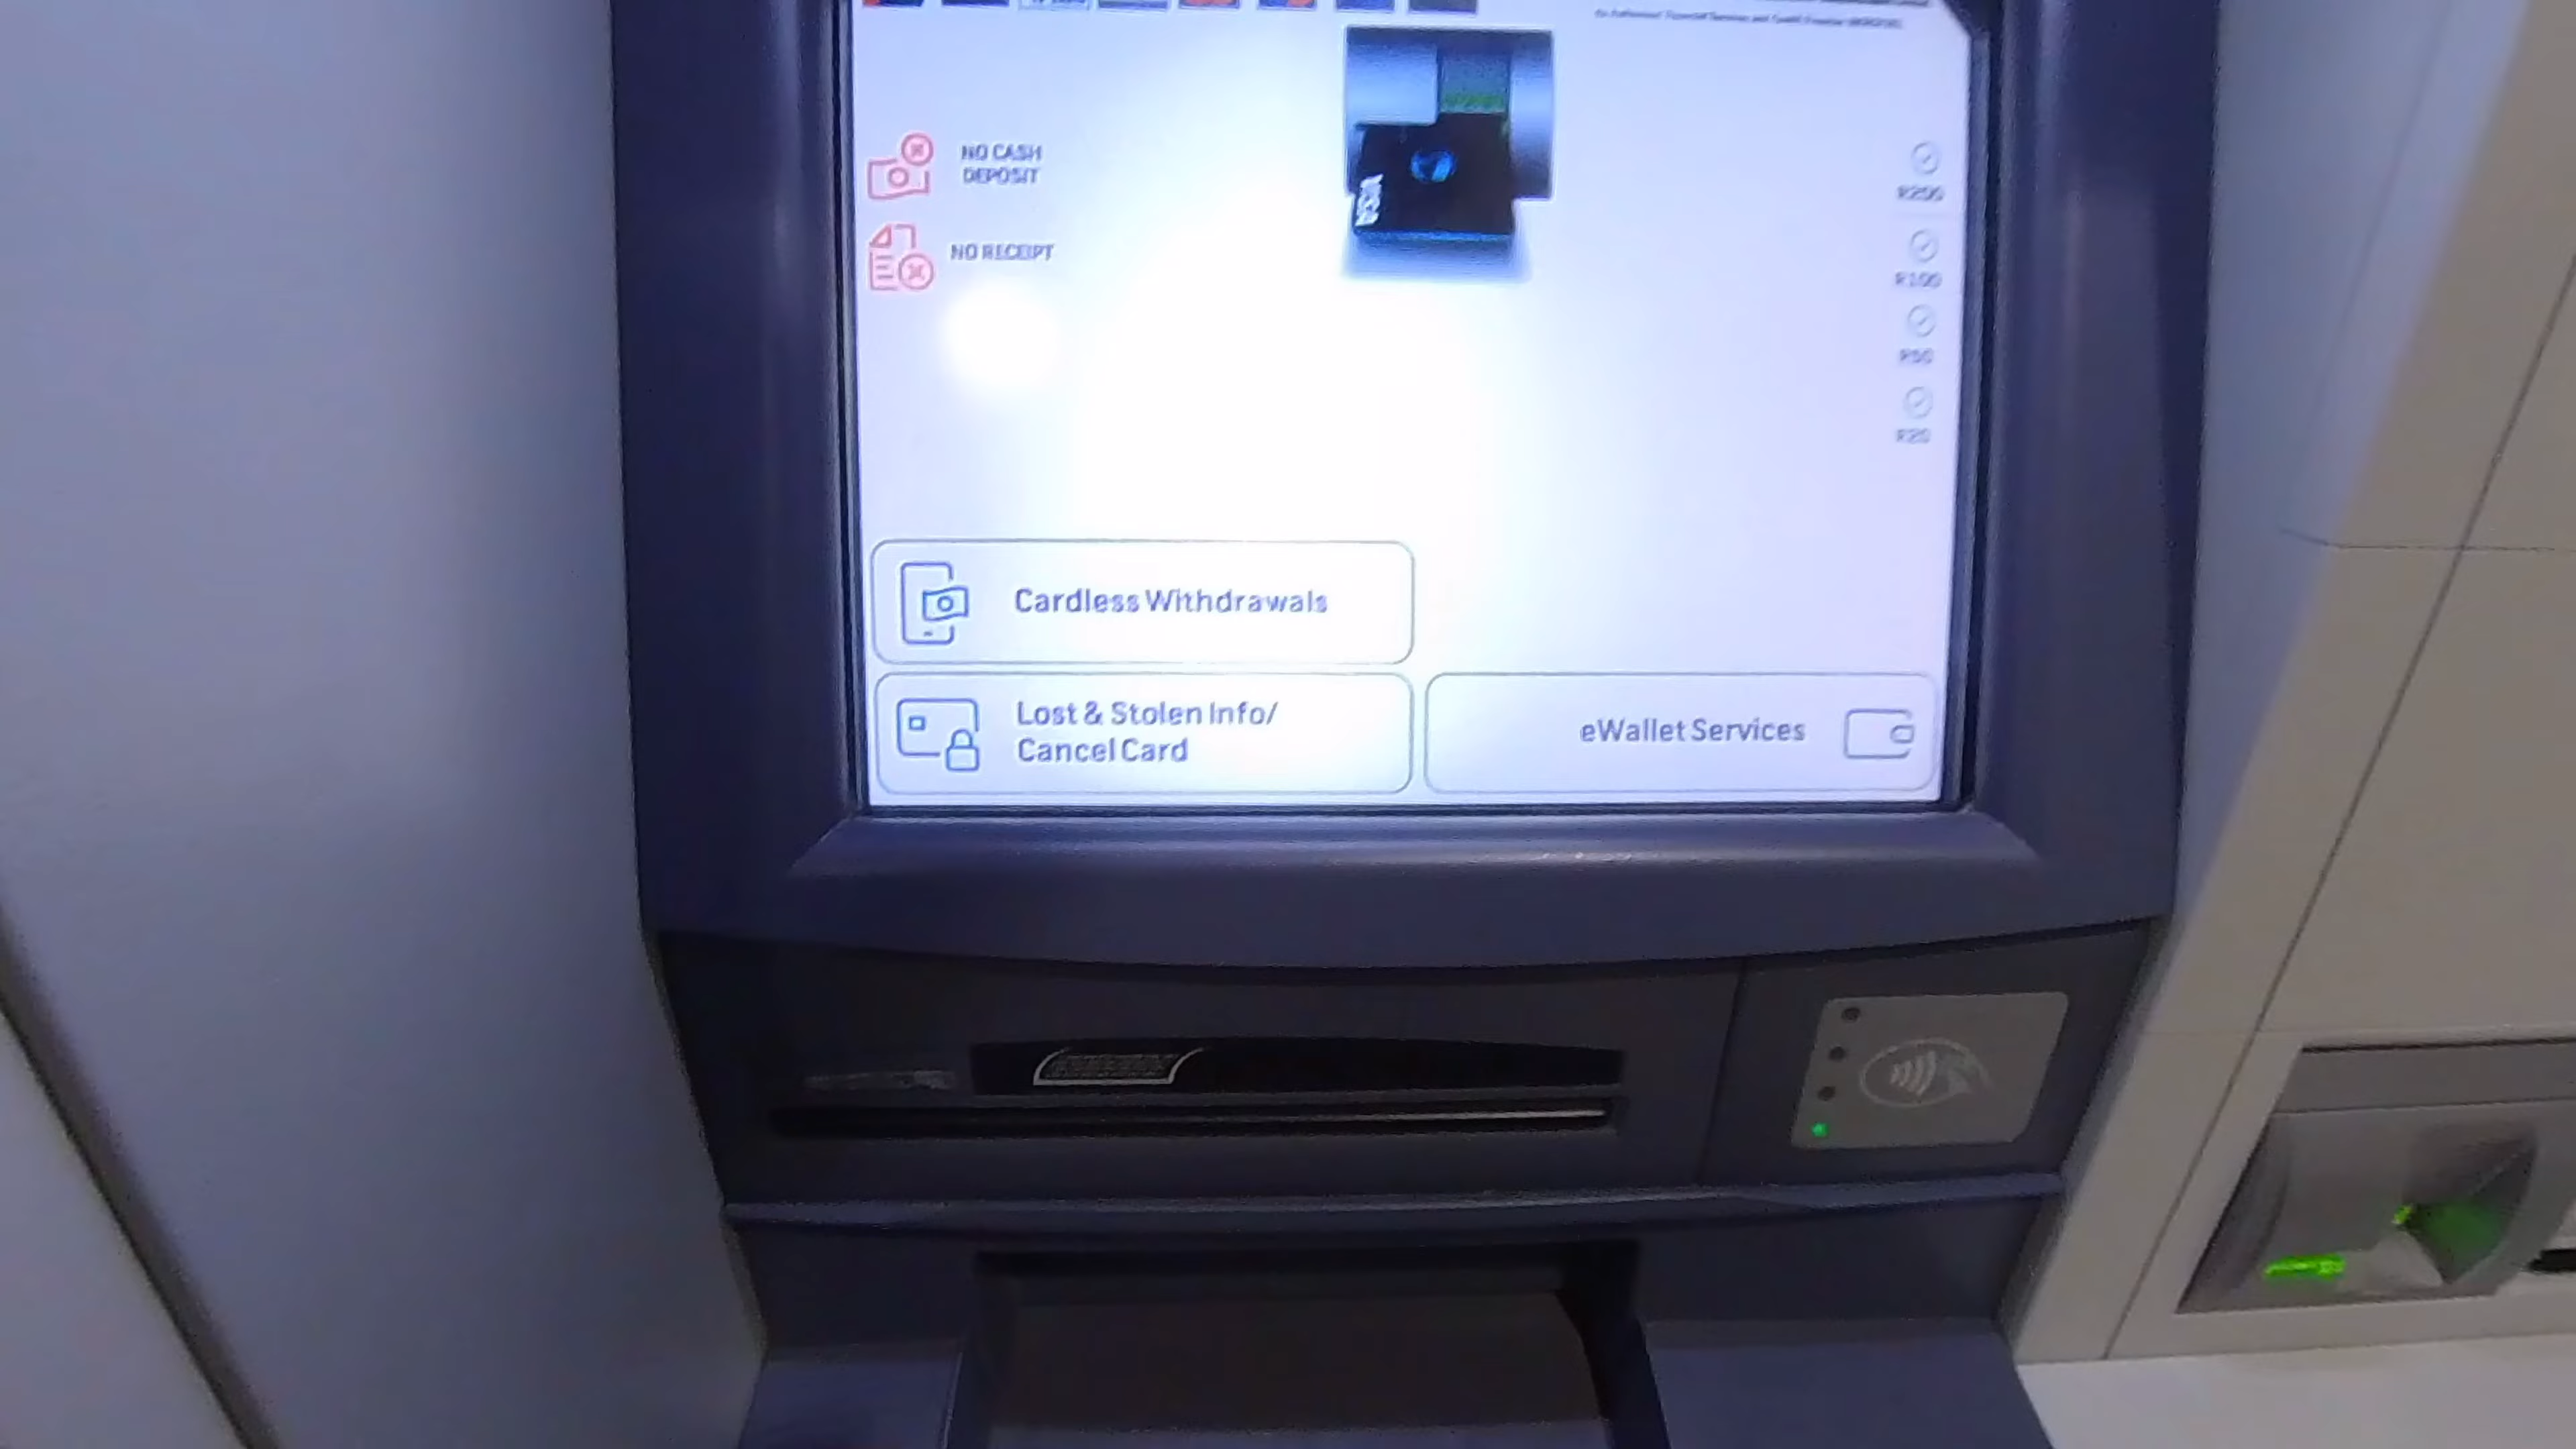 NO CASH
DEPOSIT
NO RECEIPT
R200
R100
R50
R20
Cardless Withdrawals
Lost & Stolen Info/
Cancel Card
eWallet Services